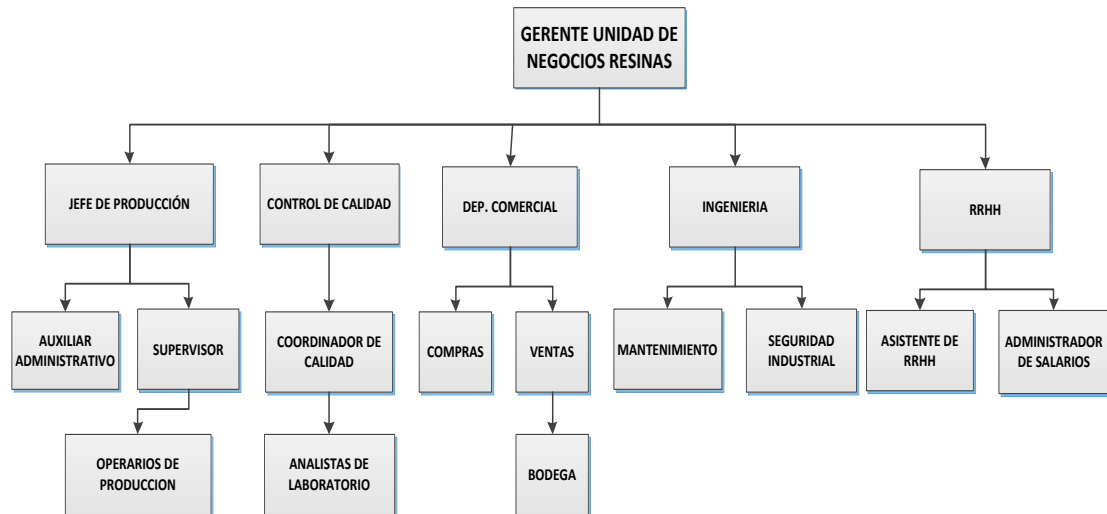 GERENTE UNIDAD DE
NEGOCIOS RESINAS
JEFE DE PRODUCCIÓN
CONTROL DE CALIDAD
DEP. COMERCIAL
INGENIERIA
RRHH
AUXILIAR
ADMINISTRATIVO
SUPERVISOR
COORDINADOR DE
CALIDAD
COMPRAS
VENTAS
MANTENIMIENTO
SEGURIDAD
INDUSTRIAL
ASISTENTE DE
RRHH
ADMINISTRADOR
DE SALARIOS
OPERARIOS DE
PRODUCCION
ANALISTAS DE
LABORATORIO
BODEGA